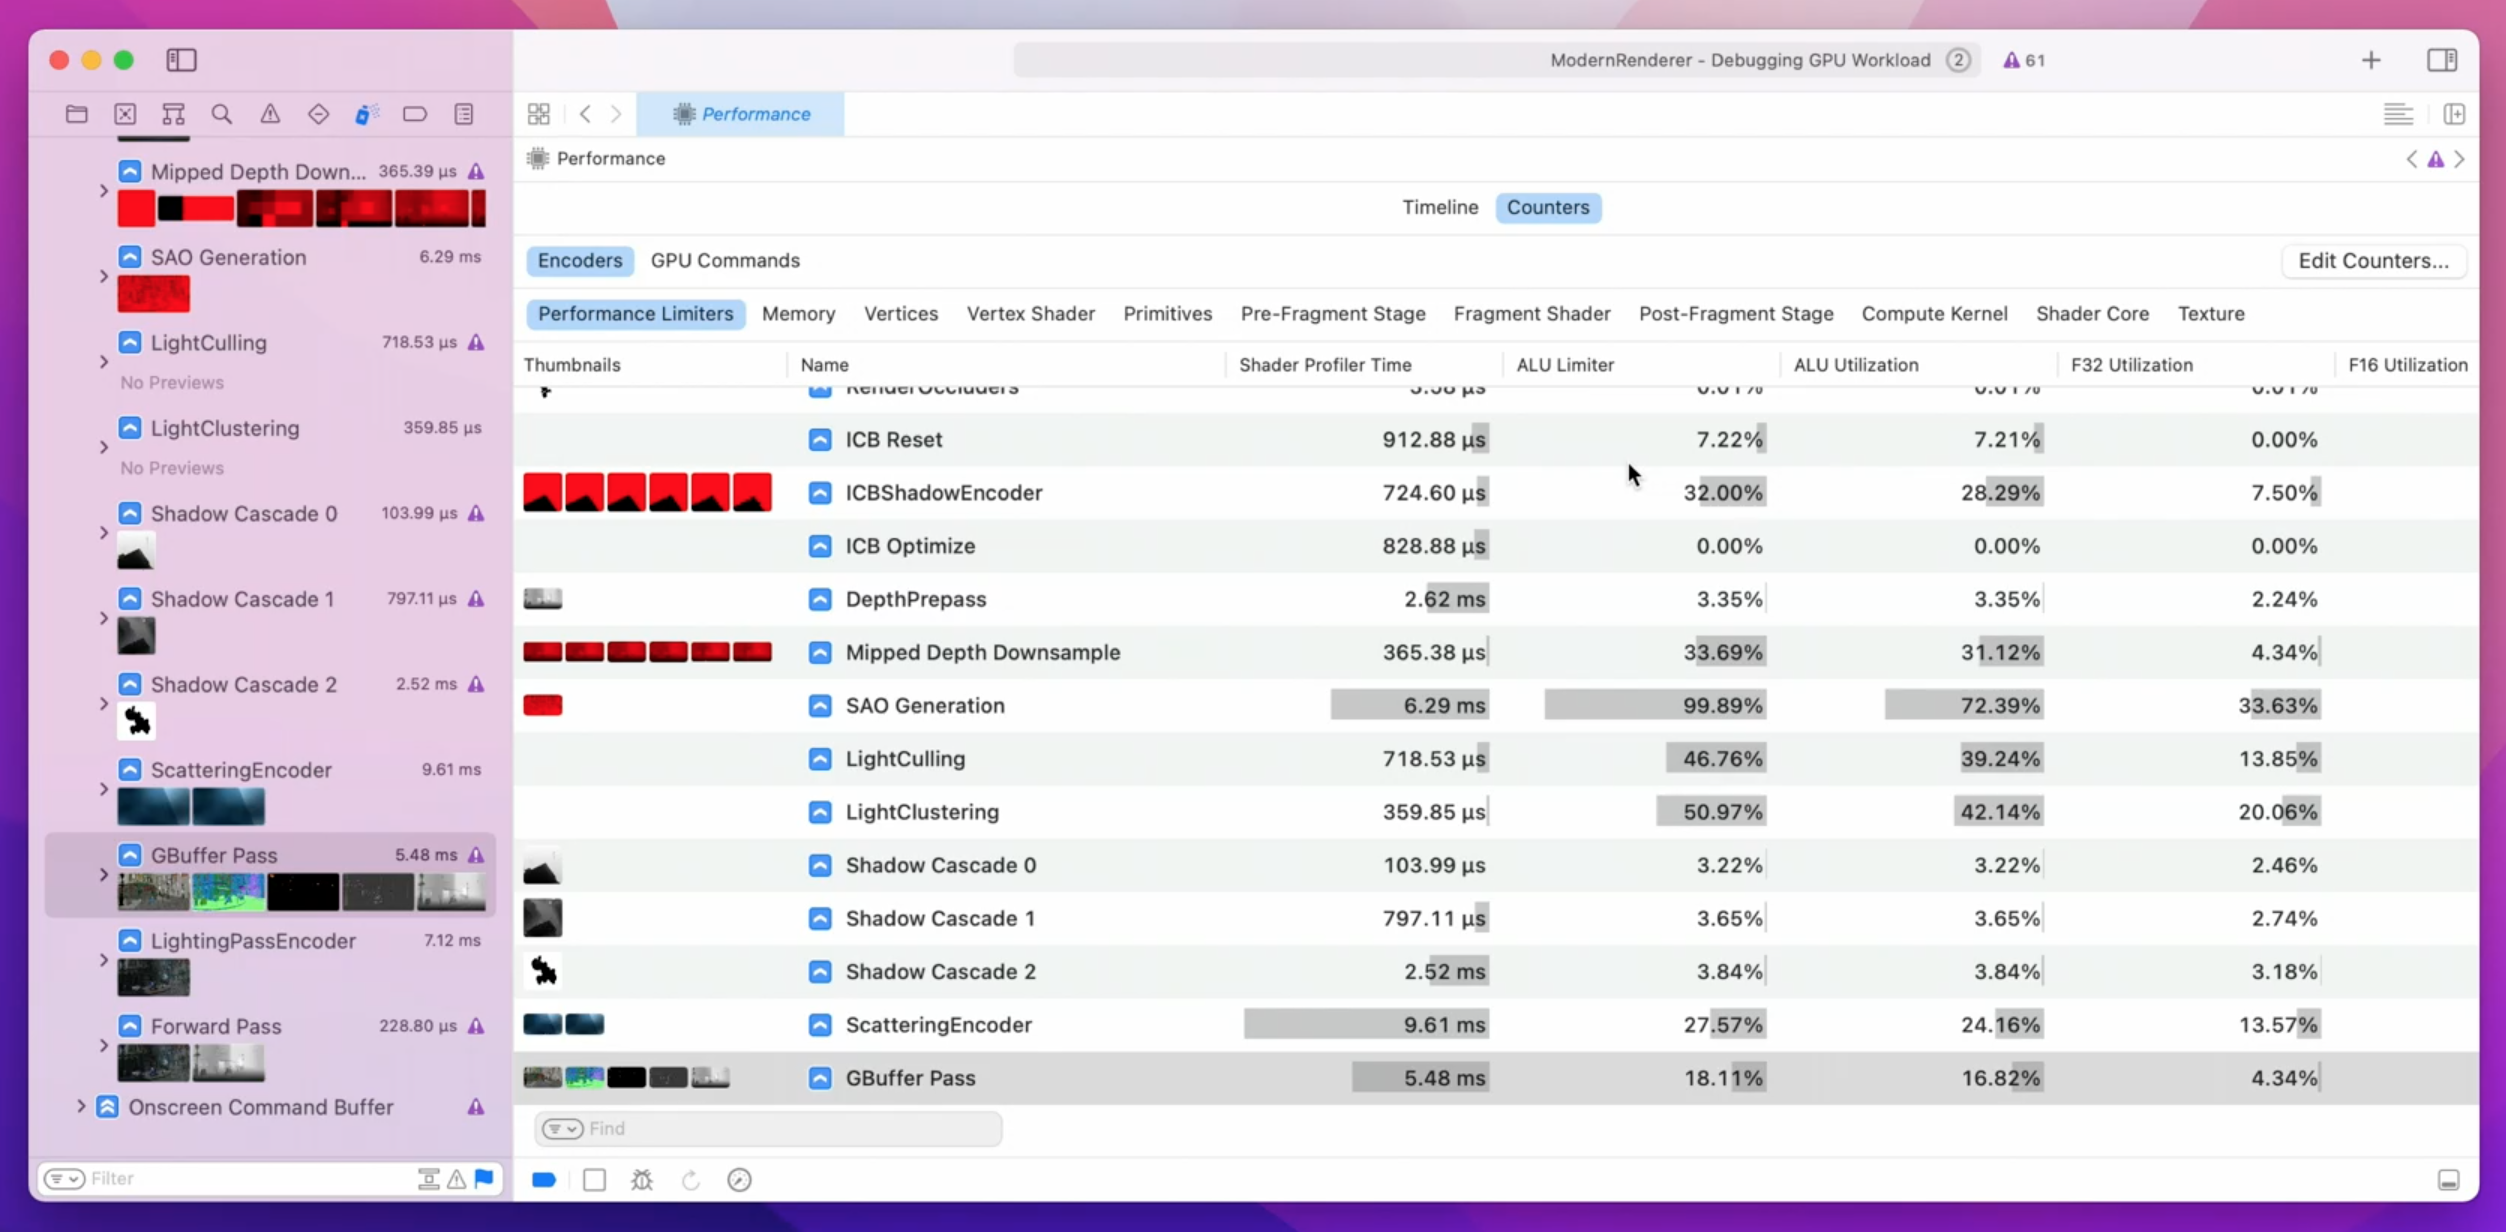 ModernRenderer - Debugging GPU Workload 2 61
Performance
Performance
Timeline Counters
Encoders GPU Commands Edit Counters...
Performance Limiters Memory Vertices Vertex Shader Primitives Pre-Fragment Stage Fragment Shader Post-Fragment Stage Compute Kernel Shader Core Texture
Thumbnails Name Shader Profiler Time ALU Limiter ALU Utilization F32 Utilization F16 Utilization
RenderOccluders 3.58 µs 0.01% 0.01% 0.01%
ICB Reset 912.88 µs 7.22% 7.21% 0.00%
ICBShadowEncoder 724.60 µs 32.00% 28.29% 7.50%
ICB Optimize 828.88 µs 0.00% 0.00% 0.00%
DepthPrepass 2.62 ms 3.35% 3.35% 2.24%
Mipped Depth Downsample 365.38 µs 33.69% 31.12% 4.34%
SAO Generation 6.29 ms 99.89% 72.39% 33.63%
LightCulling 718.53 µs 46.76% 39.24% 13.85%
LightClustering 359.85 µs 50.97% 42.14% 20.06%
Shadow Cascade 0 103.99 µs 3.22% 3.22% 2.46%
Shadow Cascade 1 797.11 µs 3.65% 3.65% 2.74%
Shadow Cascade 2 2.52 ms 3.84% 3.84% 3.18%
ScatteringEncoder 9.61 ms 27.57% 24.16% 13.57%
GBuffer Pass 5.48 ms 18.11% 16.82% 4.34%
Find
Mipped Depth Down... 365.39 µs
SAO Generation 6.29 ms
LightCulling 718.53 µs
No Previews
LightClustering 359.85 µs
No Previews
Shadow Cascade 0 103.99 µs
Shadow Cascade 1 797.11 µs
Shadow Cascade 2 2.52 ms
ScatteringEncoder 9.61 ms
GBuffer Pass 5.48 ms
LightingPassEncoder 7.12 ms
Forward Pass 228.80 µs
Onscreen Command Buffer
Filter